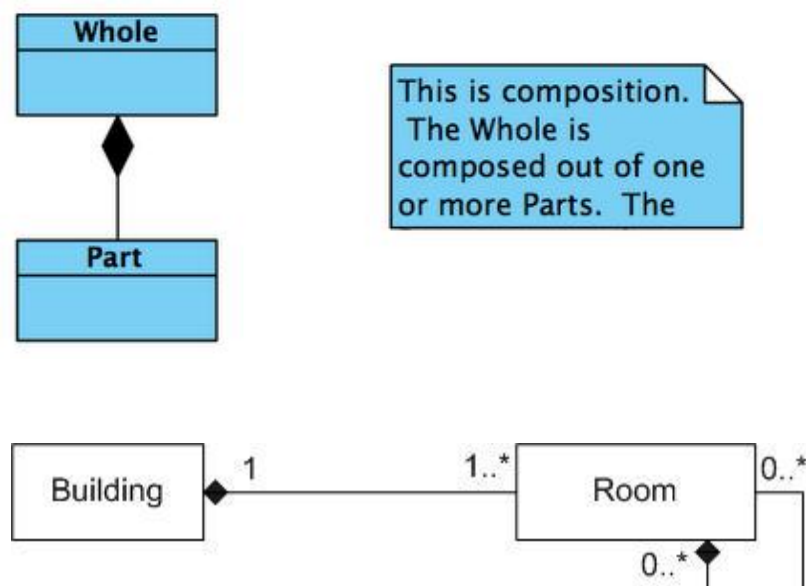 Whole
This is composition.
The Whole is
composed out of one
or more Parts. The
Part
Building
1
1..*
Room
0..*
0..*